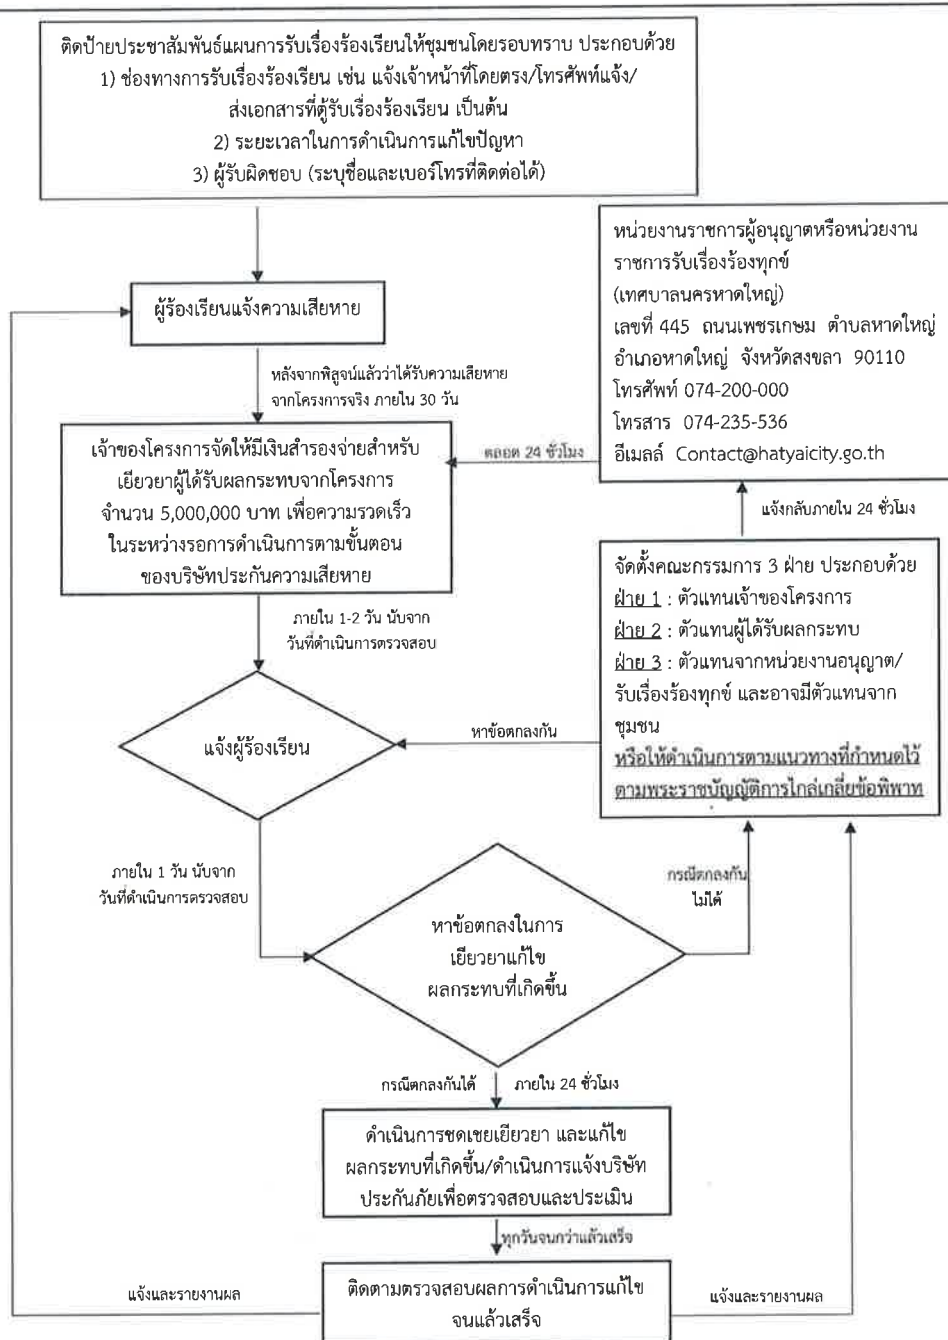 ติดป้ายประชาสัมพันธ์แผนการรับเรื่องร้องเรียนให้ชุมชนโดยรอบทราบ ประกอบด้วย
1) ช่องทางการรับเรื่องร้องเรียน เช่น แจ้งเจ้าหน้าที่โดยตรง/โทรศัพท์แจ้ง/
ส่งเอกสารที่ตู้รับเรื่องร้องเรียน เป็นต้น
2) ระยะเวลาในการดำเนินการแก้ไขปัญหา
3) ผู้รับผิดชอบ (ระบุชื่อและเบอร์โทรที่ติดต่อได้)
ผู้ร้องเรียนแจ้งความเสียหาย
หลังจากพิสูจน์แล้วว่าได้รับความเสียหาย
จากโครงการจริง ภายใน 30 วัน
เจ้าของโครงการจัดให้มีเงินสำรองจ่ายสำหรับ
เยียวยาผู้ได้รับผลกระทบจากโครงการ
จำนวน 5,000,000 บาท เพื่อความรวดเร็ว
ในระหว่างรอการดำเนินการตามขั้นตอน
ของบริษัทประกันความเสียหาย
ตลอด 24 ชั่วโมง
หน่วยงานราชการผู้อนุญาตหรือหน่วยงาน
ราชการรับเรื่องร้องทุกข์
(เทศบาลนครหาดใหญ่)
เลขที่ 445 ถนนเพชรเกษม ตำบลหาดใหญ่
อำเภอหาดใหญ่ จังหวัดสงขลา 90110
โทรศัพท์ 074-200-000
โทรสาร 074-235-536
อีเมลล์ Contact@hatyaicity.go.th
แจ้งกลับภายใน 24 ชั่วโมง
จัดตั้งคณะกรรมการ 3 ฝ่าย ประกอบด้วย
ฝ่าย 1 : ตัวแทนเจ้าของโครงการ
ฝ่าย 2 : ตัวแทนผู้ได้รับผลกระทบ
ฝ่าย 3 : ตัวแทนจากหน่วยงานอนุญาต/
รับเรื่องร้องทุกข์ และอาจมีตัวแทนจาก
ชุมชน
หรือให้ดำเนินการตามแนวทางที่กำหนดไว้
ตามพระราชบัญญัติการไกล่เกลี่ยข้อพิพาท
ภายใน 1-2 วัน นับจาก
วันที่ดำเนินการตรวจสอบ
แจ้งผู้ร้องเรียน
หาข้อตกลงกัน
ภายใน 1 วัน นับจาก
วันที่ดำเนินการตรวจสอบ
หาข้อตกลงในการ
เยียวยาแก้ไข
ผลกระทบที่เกิดขึ้น
กรณีตกลงกัน
ไม่ได้
กรณีตกลงกันได้ ภายใน 24 ชั่วโมง
ดำเนินการชดเชยเยียวยา และแก้ไข
ผลกระทบที่เกิดขึ้น/ดำเนินการแจ้งบริษัท
ประกันภัยเพื่อตรวจสอบและประเมิน
ทุกวันจนกว่าแล้วเสร็จ
แจ้งและรายงานผล
ติดตามตรวจสอบผลการดำเนินการแก้ไข
จนแล้วเสร็จ
แจ้งและรายงานผล